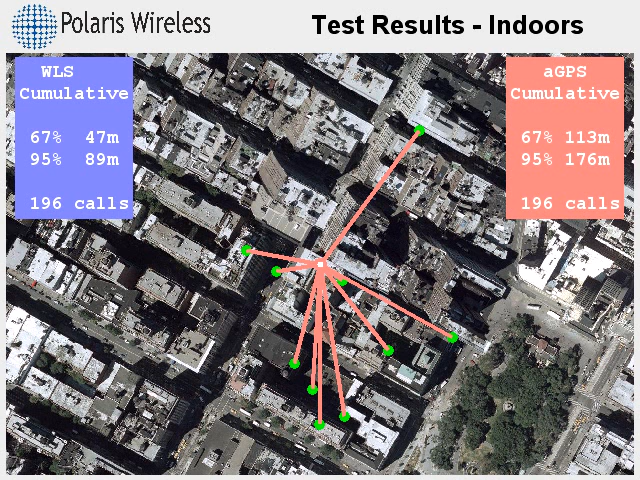 Polaris Wireless
Test Results - Indoors
WLS
Cumulative
67% 47m
95% 89m
196 calls
aGPS
Cumulative
67% 113m
95% 176m
196 calls